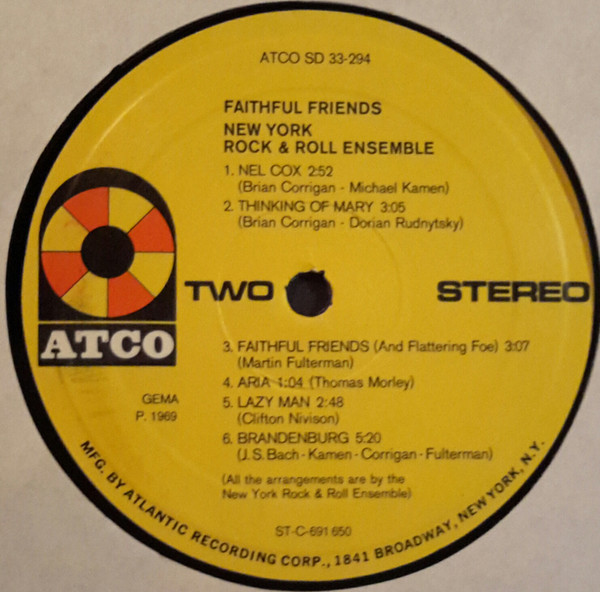 ATCO SD 33-294
FAITHFUL FRIENDS
NEW YORK
ROCK & ROLL ENSEMBLE
1. NEL COX 2:52
(Brian Corrigan - Michael Kamen)
2. THINKING OF MARY 3:05
(Brian Corrigan - Dorian Rudnytsky)
TWO
STEREO
ATCO
3. FAITHFUL FRIENDS (And Flattering Foe) 3:07
(Martin Fulterman)
4. ARIA 1:04 (Thomas Morley)
5. LAZY MAN 2:48
(Clifton Nivison)
6. BRANDENBURG 5:20
(J.S. Bach - Kamen - Corrigan - Fulterman)
GEMA
P. 1969
(All the arrangements are by the
New York Rock & Roll Ensemble)
ST-C-691 650
MFG. BY ATLANTIC RECORDING CORP., 1841 BROADWAY, NEW YORK, N.Y.